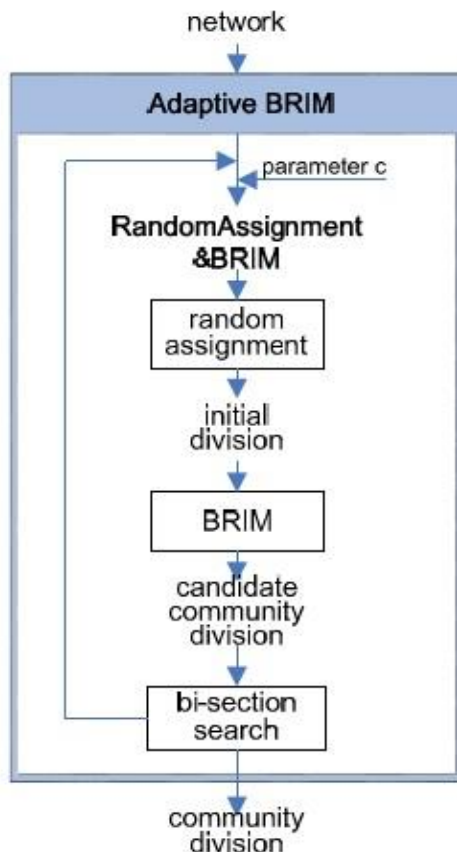 network
Adaptive BRIM
parameter c
RandomAssignment
&BRIM
random
assignment
initial
division
BRIM
candidate
community
division
bi-section
search
community
division